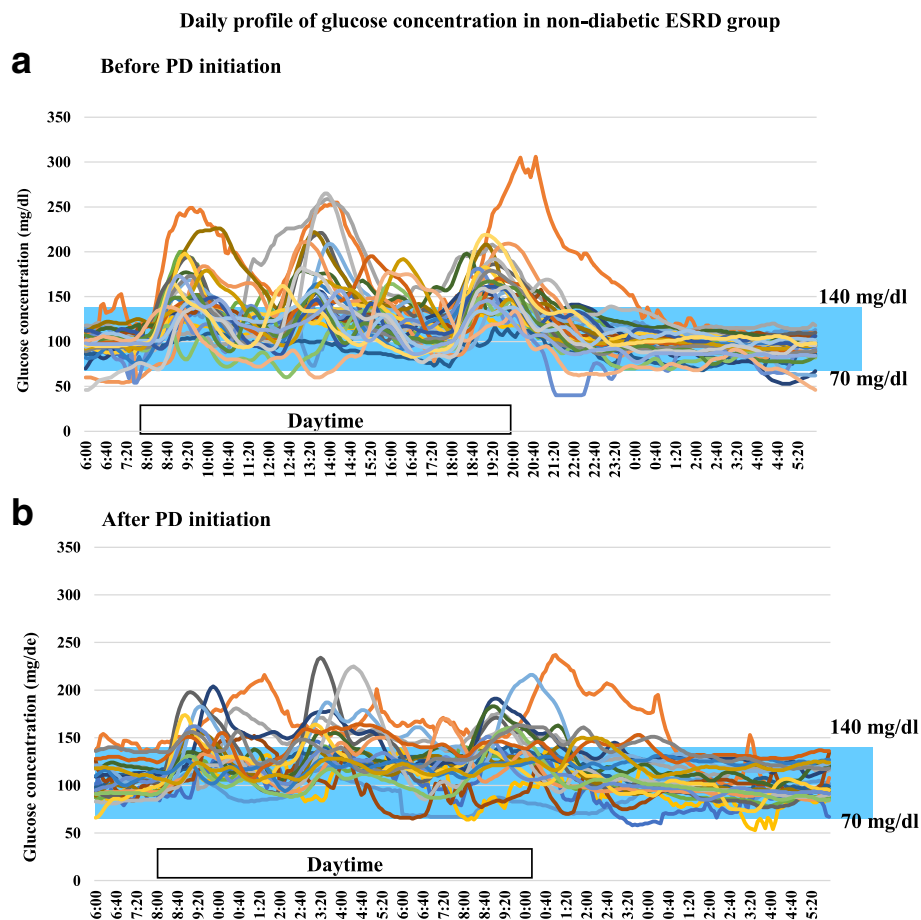 Daily profile of glucose concentration in non-diabetic ESRD group
a
Before PD initiation
Glucose concentration (mg/dl)
350
300
250
200
150
100
50
0
140 mg/dl
70 mg/dl
Daytime
6:00 6:40 7:20 8:00 8:40 9:20 10:00 10:40 11:20 12:00 12:40 13:20 14:00 14:40 15:20 16:00 16:40 17:20 18:00 18:40 19:20 20:00 20:40 21:20 22:00 22:40 23:20 0:00 0:40 1:20 2:00 2:40 3:20 4:00 4:40 5:20
b
After PD initiation
Glucose concentration (mg/de)
350
300
250
200
150
100
50
0
140 mg/dl
70 mg/dl
Daytime
6:00 6:40 7:20 8:00 8:40 9:20 0:00 0:40 1:20 2:00 2:40 3:20 4:00 4:40 5:20 6:00 6:40 7:20 8:00 8:40 9:20 0:00 0:40 1:20 2:00 2:40 3:20 0:00 0:40 1:20 2:00 2:40 3:20 4:00 4:40 5:20